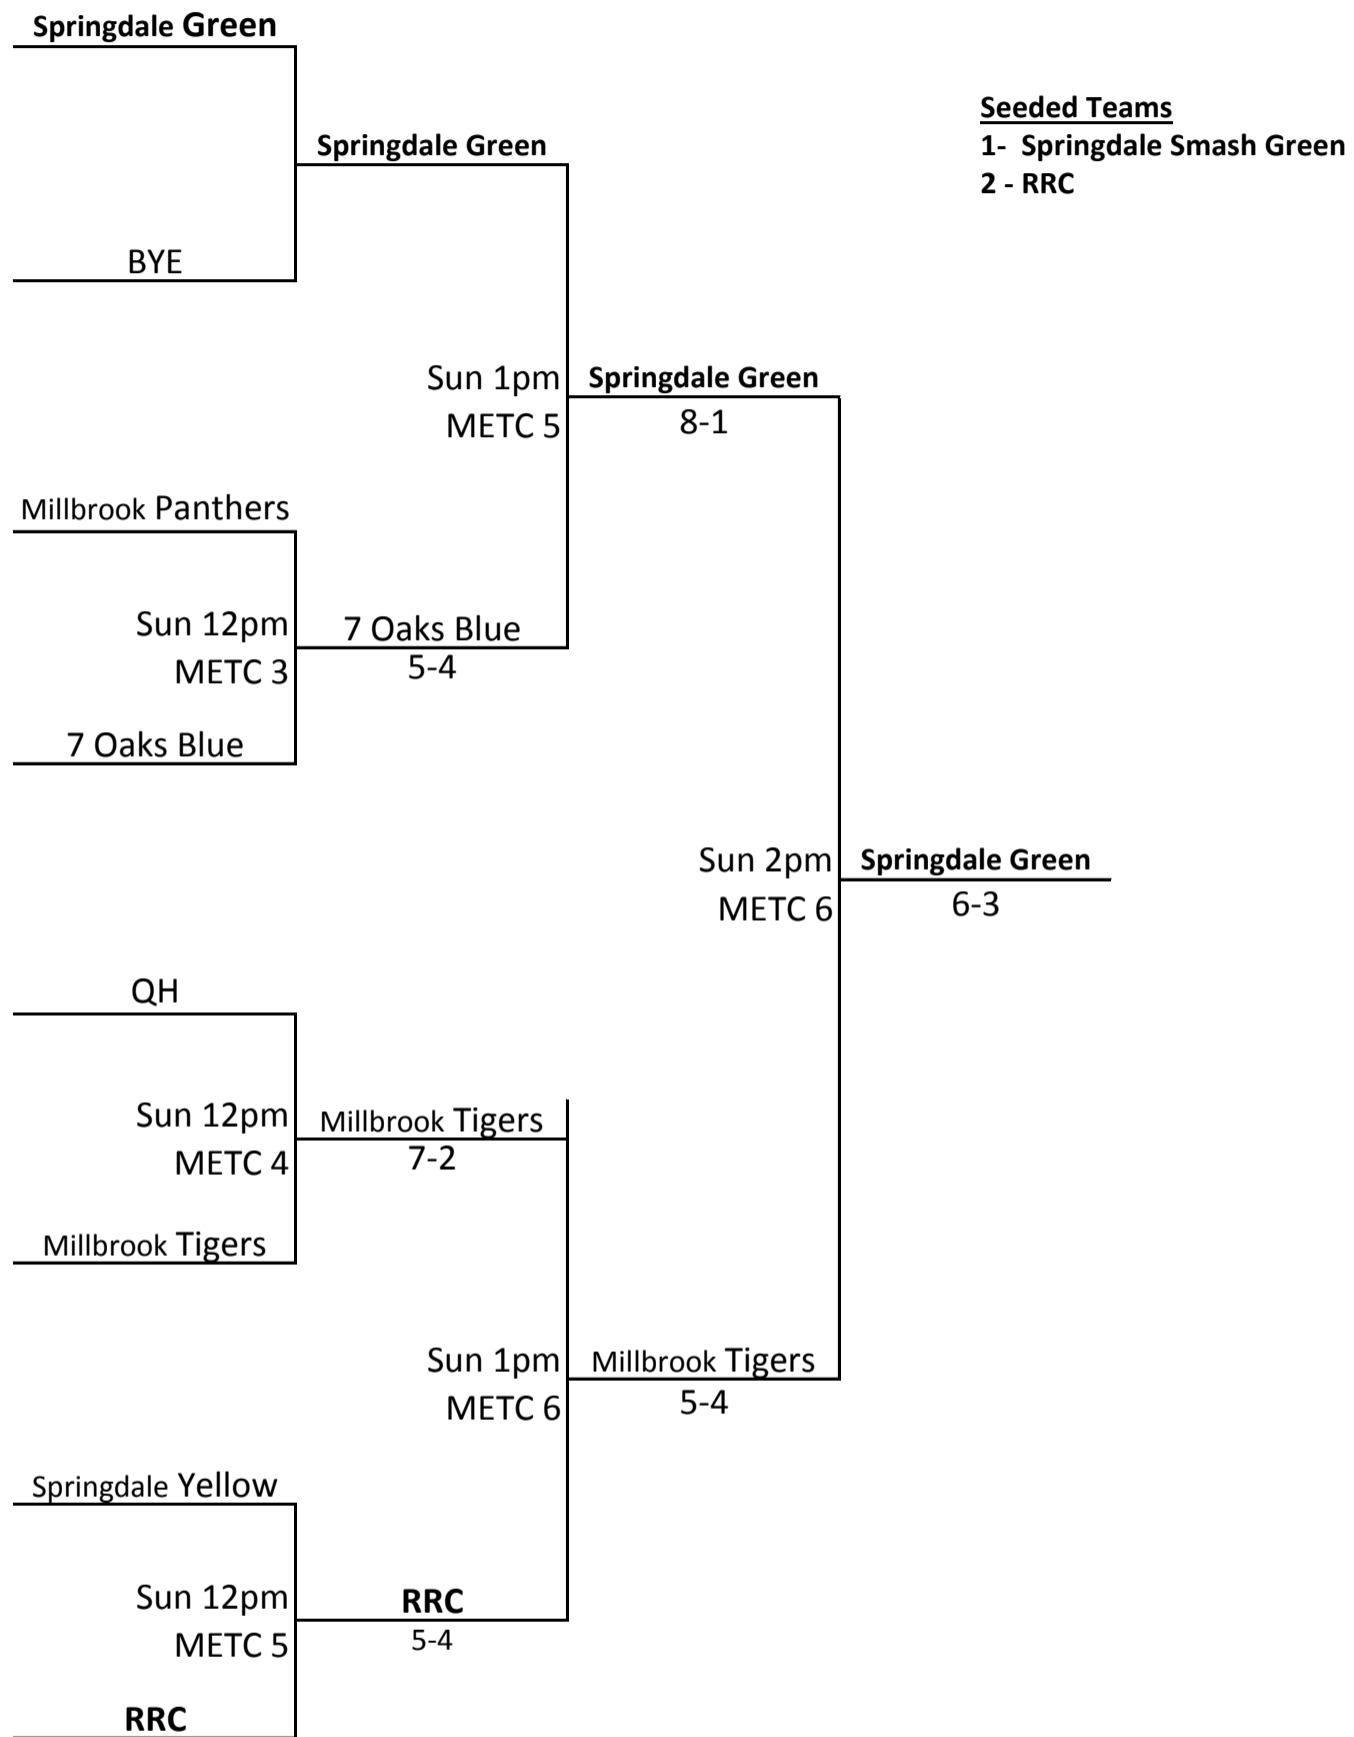 Springdale Green
Seeded Teams
1- Springdale Smash Green
2 - RRC
Springdale Green
BYE
Sun 1pm
METC 5
Springdale Green
8-1
Millbrook Panthers
Sun 12pm
METC 3
7 Oaks Blue
5-4
7 Oaks Blue
Sun 2pm
METC 6
Springdale Green
6-3
QH
Sun 12pm
METC 4
Millbrook Tigers
7-2
Millbrook Tigers
Sun 1pm
METC 6
Millbrook Tigers
5-4
Springdale Yellow
Sun 12pm
METC 5
RRC
5-4
RRC